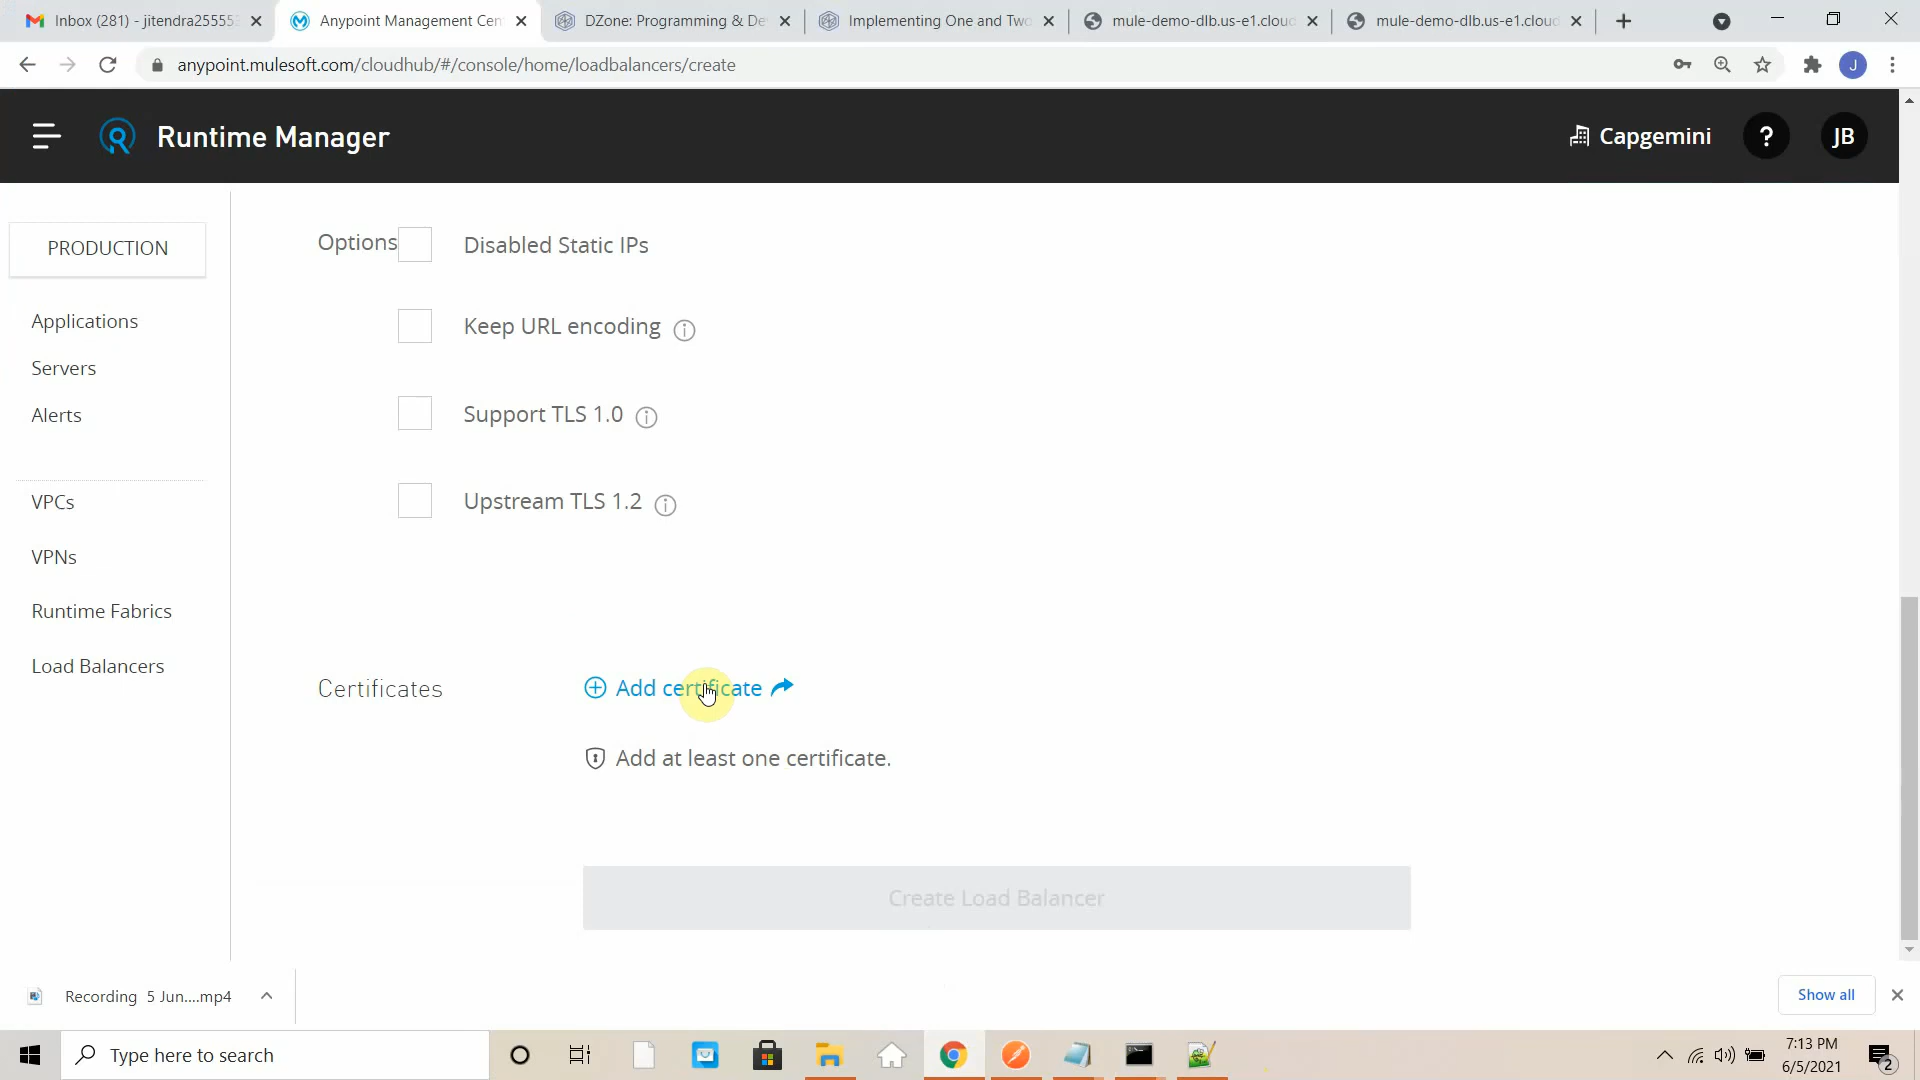 Inbox (281) - jitendra25555
Anypoint Management Cen
DZone: Programming & De
Implementing One and Two
mule-demo-dlb.us-e1.cloud
mule-demo-dlb.us-e1.cloud
anypoint.mulesoft.com/cloudhub/#/console/home/loadbalancers/create
J
Runtime Manager
Capgemini
?
JB
PRODUCTION
Applications
Servers
Alerts
VPCs
VPNs
Runtime Fabrics
Load Balancers
Options
Disabled Static IPs
Keep URL encoding
Support TLS 1.0
Upstream TLS 1.2
Certificates
Add certificate
Add at least one certificate.
Create Load Balancer
Recording 5 Jun....mp4
Show all
Type here to search
7:13 PM
6/5/2021
2